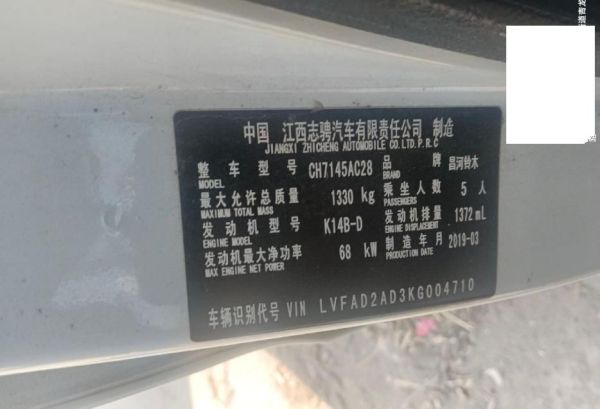 街道青龙
中国 江西志骋汽车有限责任公司 制造
JIANGXI ZHICHENG AUTOMOBILE CO.LTD.P.R.C
整车型号 CH7145AC28 品牌 昌河铃木
MODEL BRAND
最大允许总质量 1330 kg 乘坐人数 5 人
MAXIMUM TOTAL MASS PASSENGERS
发动机型号 K14B-D 发动机排量 1372 mL
ENGINE MODEL ENGINE DISPLACEMENT
发动机最大净功率 68 kW 制造年月 2019-03
MAX ENGINE NET POWER PRODUCTION DATE
车辆识别代号 VIN LVFAD2AD3KG004710